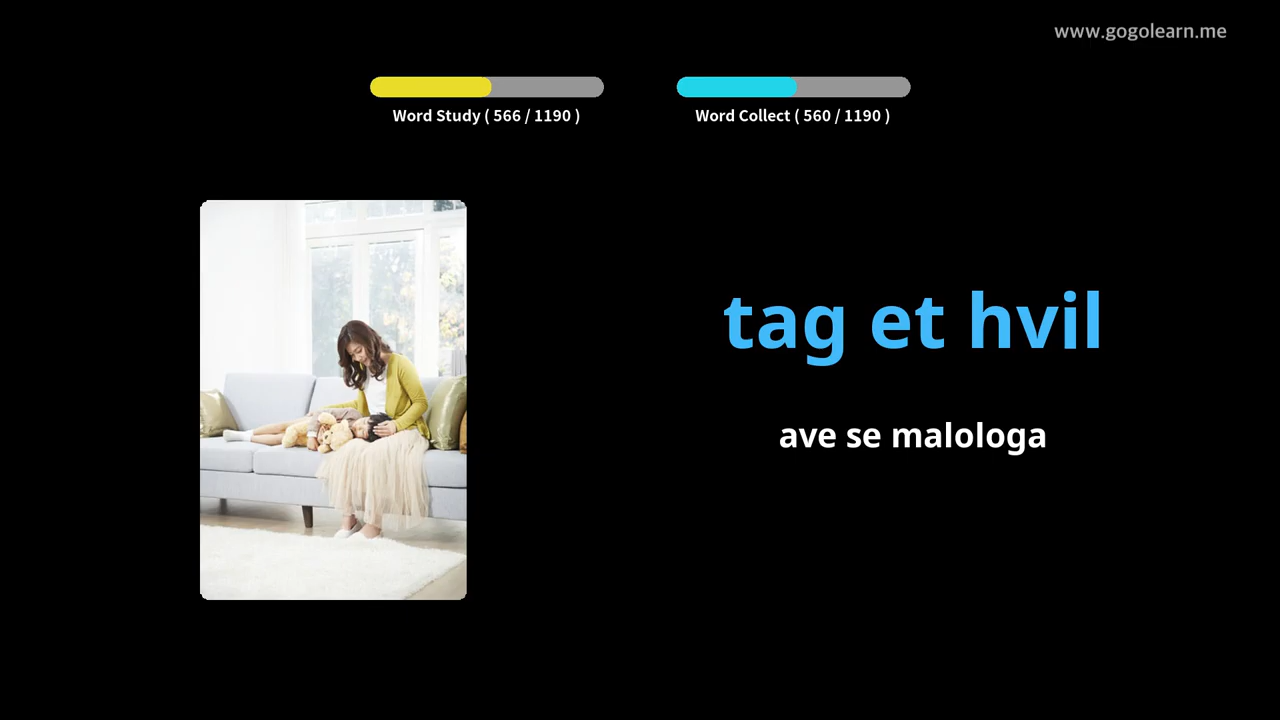 www.gogolearn.me
Word Study ( 566 / 1190 )
Word Collect ( 560 / 1190 )
tag et hvil
ave se malologa